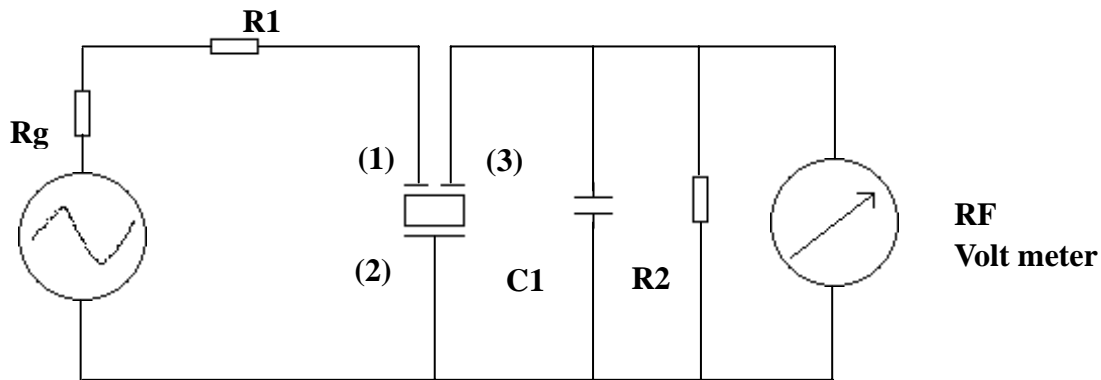 R1
Rg
(1)
(3)
(2)
C1
R2
RF
Volt meter